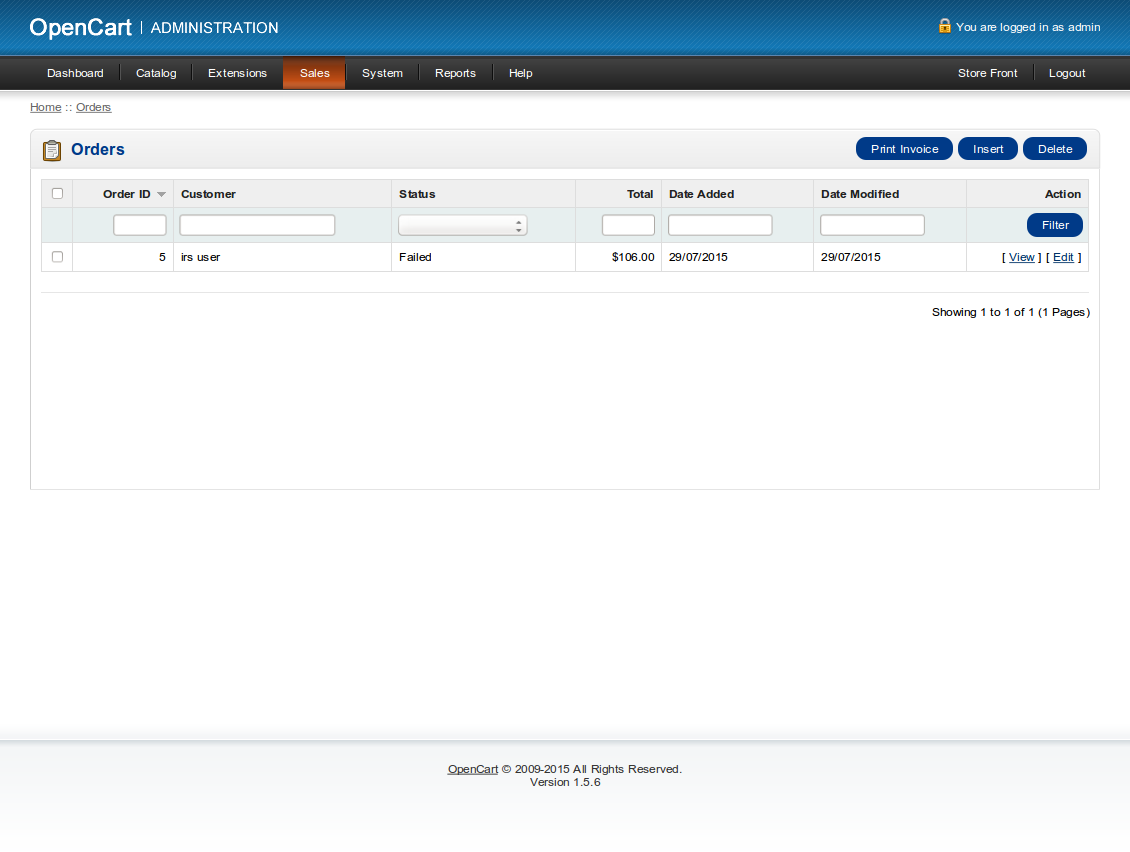 OpenCart | ADMINISTRATION You are logged in as admin
Dashboard Catalog Extensions Sales System Reports Help Store Front Logout
Home :: Orders
Orders Print Invoice Insert Delete
Order ID Customer Status Total Date Added Date Modified Action
Filter
5 irs user Failed $106.00 29/07/2015 29/07/2015 [ View ] [ Edit ]
Showing 1 to 1 of 1 (1 Pages)
OpenCart © 2009-2015 All Rights Reserved.
Version 1.5.6